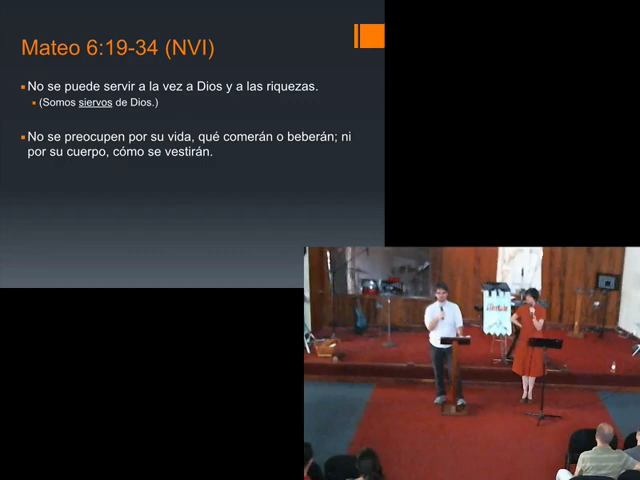 Mateo 6:19-34 (NVI)
No se puede servir a la vez a Dios y a las riquezas.
(Somos siervos de Dios.)
No se preocupen por su vida, qué comerán o beberán; ni
por su cuerpo, cómo se vestirán.